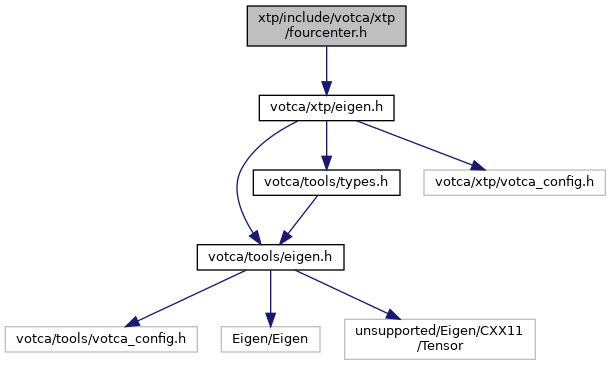 xtp/include/votca/xtp
/fourcenter.h
votca/xtp/eigen.h
votca/tools/types.h
votca/xtp/votca_config.h
votca/tools/eigen.h
votca/tools/votca_config.h
Eigen/Eigen
unsupported/Eigen/CXX11
/Tensor